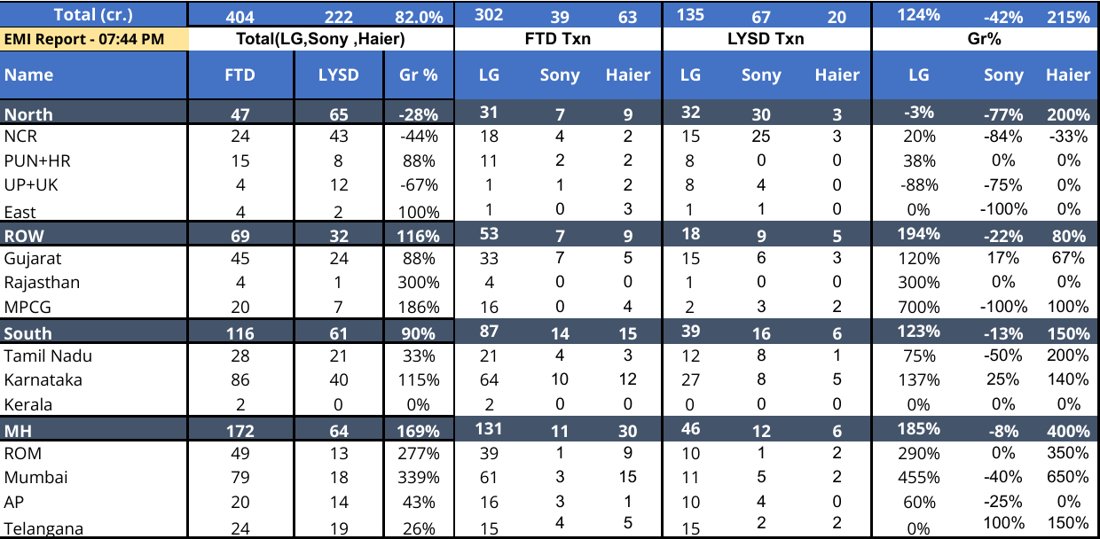 Total (cr.) 404 222 82.0% 302 39 63 135 67 20 124% -42% 215%
EMI Report - 07:44 PM Total(LG,Sony ,Haier) FTD Txn LYSD Txn Gr%
Name FTD LYSD Gr % LG Sony Haier LG Sony Haier LG Sony Haier
North 47 65 -28% 31 7 9 32 30 3 -3% -77% 200%
NCR 24 43 -44% 18 4 2 15 25 3 20% -84% -33%
PUN+HR 15 8 88% 11 2 2 8 0 0 38% 0% 0%
UP+UK 4 12 -67% 1 1 2 8 4 0 -88% -75% 0%
East 4 2 100% 1 0 3 1 1 0 0% -100% 0%
ROW 69 32 116% 53 7 9 18 9 5 194% -22% 80%
Gujarat 45 24 88% 33 7 5 15 6 3 120% 17% 67%
Rajasthan 4 1 300% 4 0 0 1 0 0 300% 0% 0%
MPCG 20 7 186% 16 0 4 2 3 2 700% -100% 100%
South 116 61 90% 87 14 15 39 16 6 123% -13% 150%
Tamil Nadu 28 21 33% 21 4 3 12 8 1 75% -50% 200%
Karnataka 86 40 115% 64 10 12 27 8 5 137% 25% 140%
Kerala 2 0 0% 2 0 0 0 0 0 0% 0% 0%
MH 172 64 169% 131 11 30 46 12 6 185% -8% 400%
ROM 49 13 277% 39 1 9 10 1 2 290% 0% 350%
Mumbai 79 18 339% 61 3 15 11 5 2 455% -40% 650%
AP 20 14 43% 16 3 1 10 4 0 60% -25% 0%
Telangana 24 19 26% 15 4 5 15 2 2 0% 100% 150%